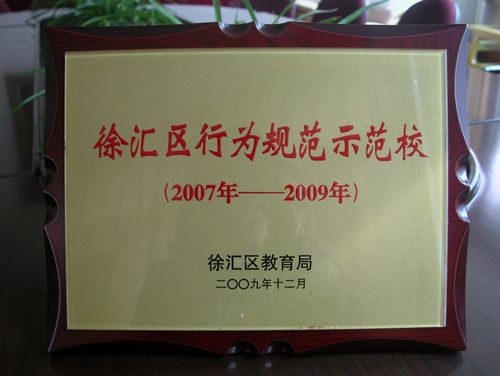 徐汇区行为规范示范校
(2007年——2009年)
徐汇区教育局
二〇〇九年十二月